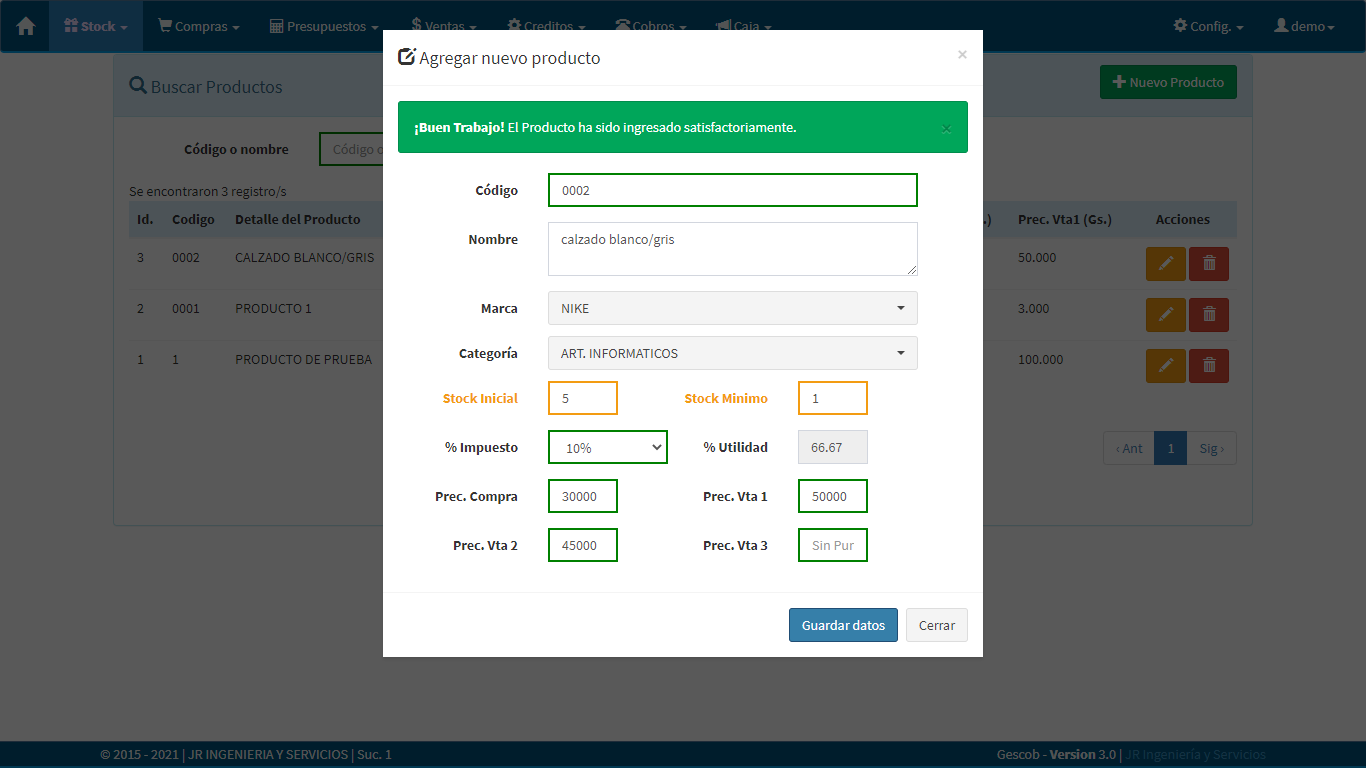 Stock Compras Presupuestos Ventas Creditos Cobros Caja Config. demo
Agregar nuevo producto ×
Buscar Productos Nuevo Producto
¡Buen Trabajo! El Producto ha sido ingresado satisfactoriamente. ×
Código o nombre Código o
Código 0002
Se encontraron 3 registro/s
Id. Codigo Detalle del Producto .) Prec. Vta1 (Gs.) Acciones
Nombre calzado blanco/gris
3 0002 CALZADO BLANCO/GRIS 50.000
Marca NIKE
2 0001 PRODUCTO 1 3.000
Categoría ART. INFORMATICOS
1 1 PRODUCTO DE PRUEBA 100.000
Stock Inicial 5 Stock Minimo 1
% Impuesto 10% % Utilidad 66.67
‹ Ant 1 Sig ›
Prec. Compra 30000 Prec. Vta 1 50000
Prec. Vta 2 45000 Prec. Vta 3 Sin Pur
Guardar datos Cerrar
© 2015 - 2021 | JR INGENIERIA Y SERVICIOS | Suc. 1 Gescob - Version 3.0 | JR Ingeniería y Servicios